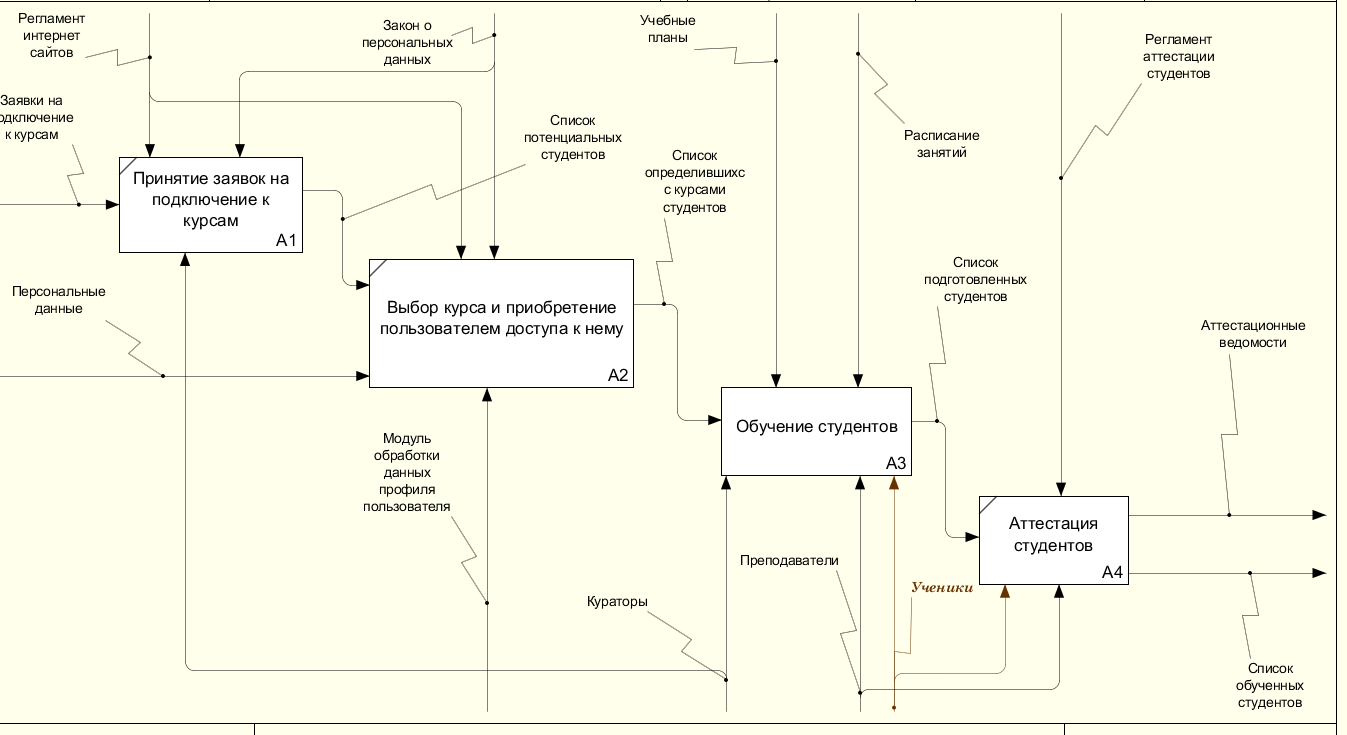 Регламент
интернет
сайтов
Закон о
персональных
данных
Учебные
планы
Регламент
аттестации
студентов
Заявки на
одключение
к курсам
Список
потенциальных
студентов
Расписание
занятий
Список
определившихс
с курсами
студентов
Принятие заявок на
подключение к
курсам
A1
Список
подготовленных
студентов
Персональные
данные
Выбор курса и приобретение
пользователем доступа к нему
A2
Аттестационные
ведомости
Обучение студентов
A3
Модуль
обработки
данных
профиля
пользователя
Аттестация
студентов
A4
Преподаватели
Ученики
Кураторы
Список
обученных
студентов